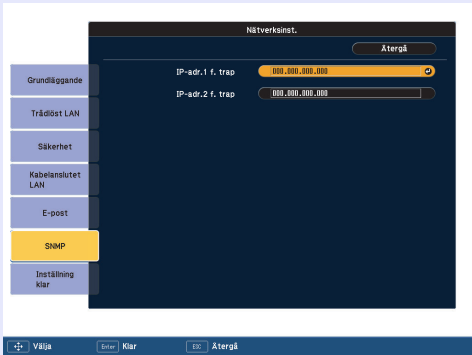 Nätverksinst.
Återgå
Grundläggande
Trådlöst LAN
Säkerhet
Kabelanslutet
LAN
E-post
SNMP
Inställning
klar
IP-adr.1 f. trap 000.000.000.000
IP-adr.2 f. trap 000.000.000.000
Välja Enter Klar ESC Återgå